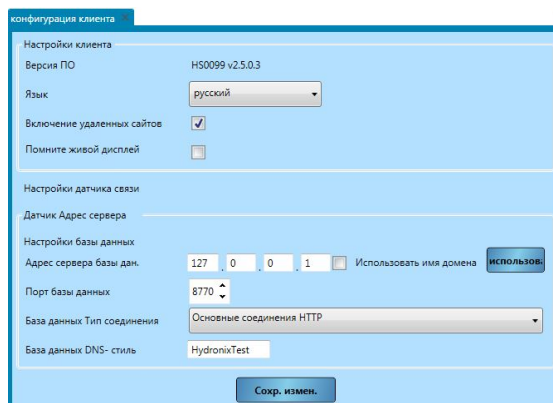 конфигурация клиента ×
Настройки клиента
Версия ПО HS0099 v2.5.0.3
Язык русский
Включение удаленных сайтов
Помните живой дисплей
Настройки датчика связи
Датчик Адрес сервера
Настройки базы данных
Адрес сервера базы дан. 127 . 0 . 0 . 1 Использовать имя домена использов
Порт базы данных 8770
База данных Тип соединения Основные соединения HTTP
База данных DNS- стиль HydronixTest
Сохр. измен.